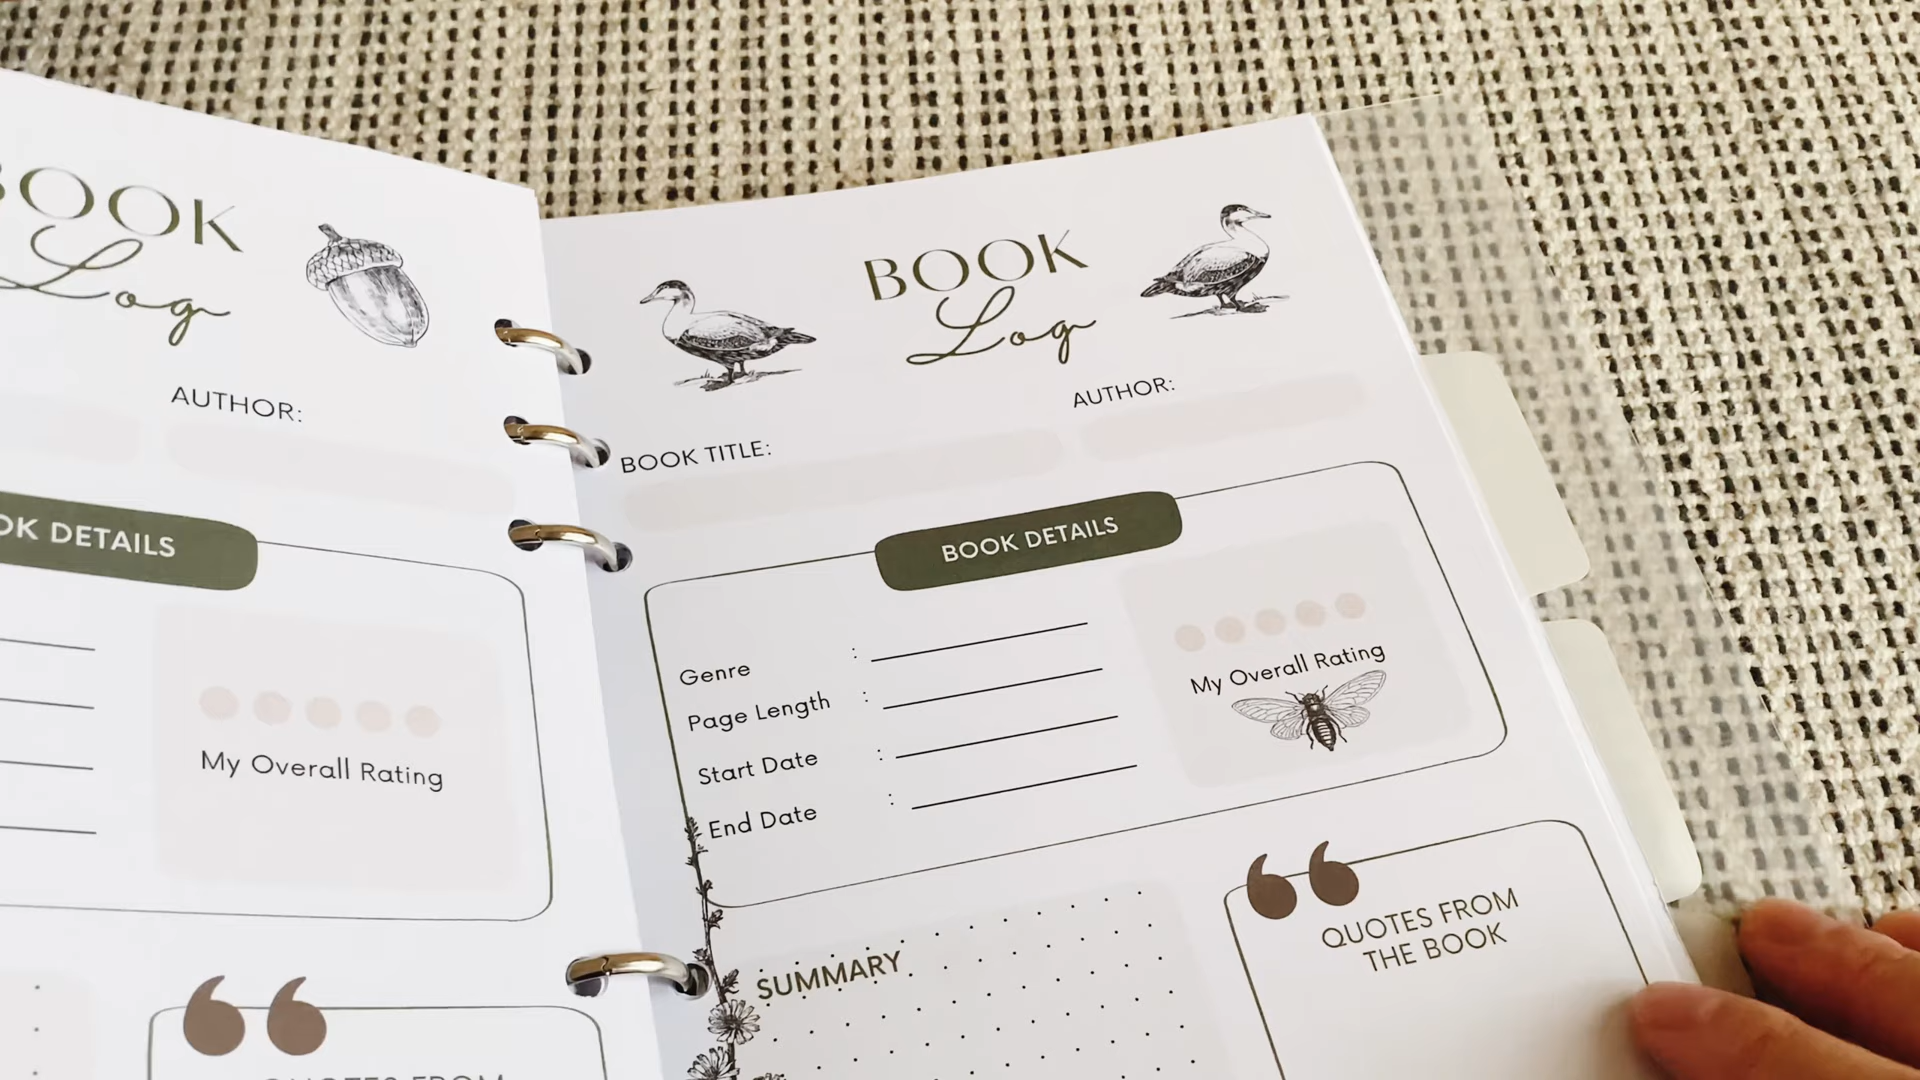 BOOK
Log
AUTHOR:
OK DETAILS
My Overall Rating
BOOK
Log
AUTHOR:
BOOK TITLE:
BOOK DETAILS
Genre :
Page Length :
Start Date :
End Date :
My Overall Rating
SUMMARY
QUOTES FROM
THE BOOK